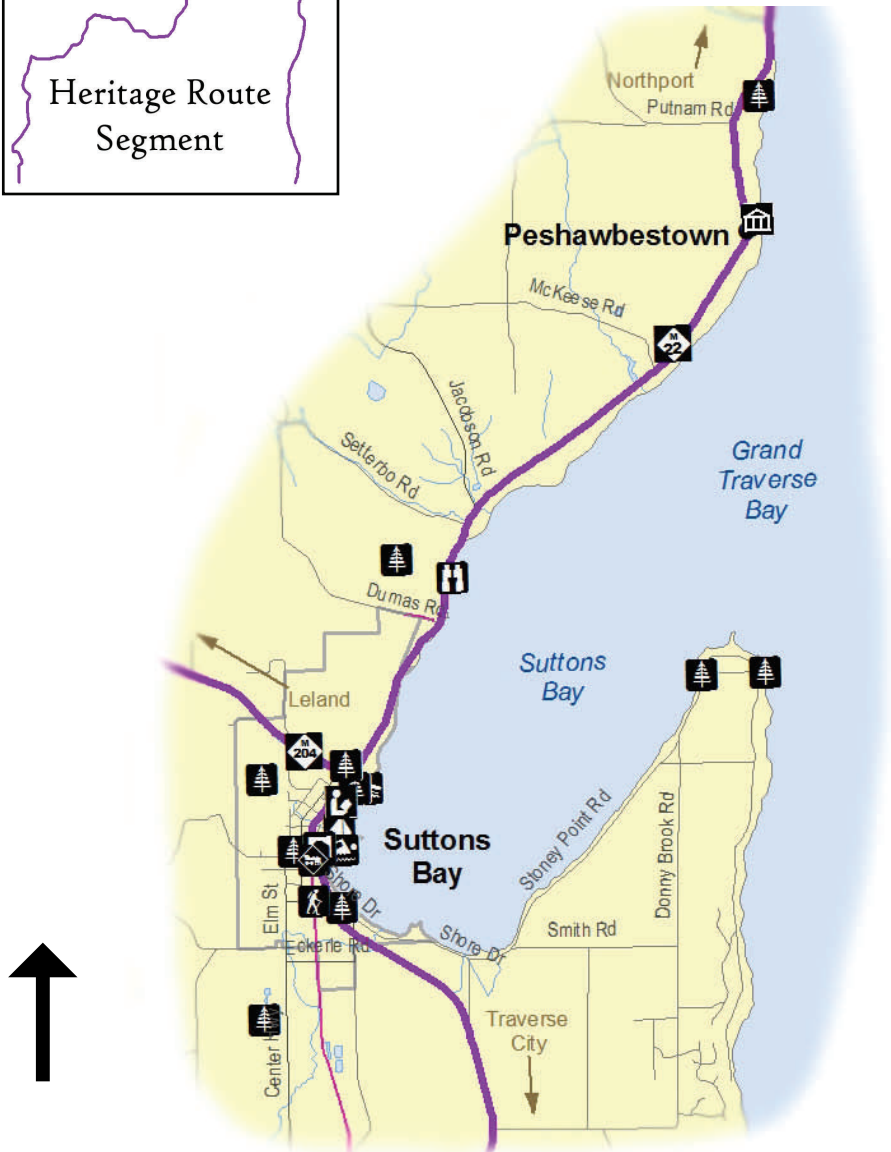 Heritage Route
Segment
Northport
Putnam Rd
Peshawbestown
McKeese Rd
M
22
Jacobson Rd
Setterbo Rd
Grand
Traverse
Bay
Dumas Rd
Suttons
Bay
Leland
M
204
Suttons
Bay
Stoney Point Rd
Donny Brook Rd
Elm St
Shore Dr
Shore Dr
Smith Rd
Eckerle Rd
Traverse
City
Center Hwy